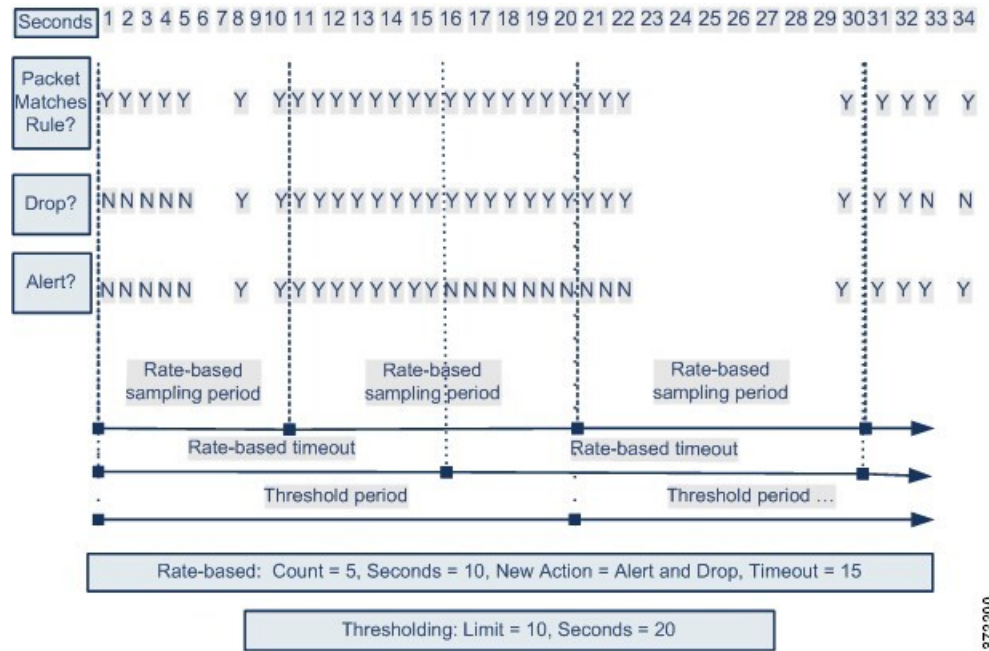 Seconds 1 2 3 4 5 6 7 8 9 10 11 12 13 14 15 16 17 18 19 20 21 22 23 24 25 26 27 28 29 30 31 32 33 34
Packet
Matches
Rule?
Y Y Y Y Y Y Y Y Y Y Y Y Y Y Y Y Y Y Y Y Y Y Y Y Y Y Y Y Y Y
Drop?
N N N N N Y Y Y Y Y Y Y Y Y Y Y Y Y Y Y Y Y Y Y Y Y Y Y N N
Alert?
N N N N N Y Y Y Y Y Y Y Y Y Y N N N N N N N N N N Y Y Y Y Y
Rate-based
sampling period
Rate-based
sampling period
Rate-based
sampling period
Rate-based timeout
Rate-based timeout
Threshold period
Threshold period ...
Rate-based: Count = 5, Seconds = 10, New Action = Alert and Drop, Timeout = 15
Thresholding: Limit = 10, Seconds = 20